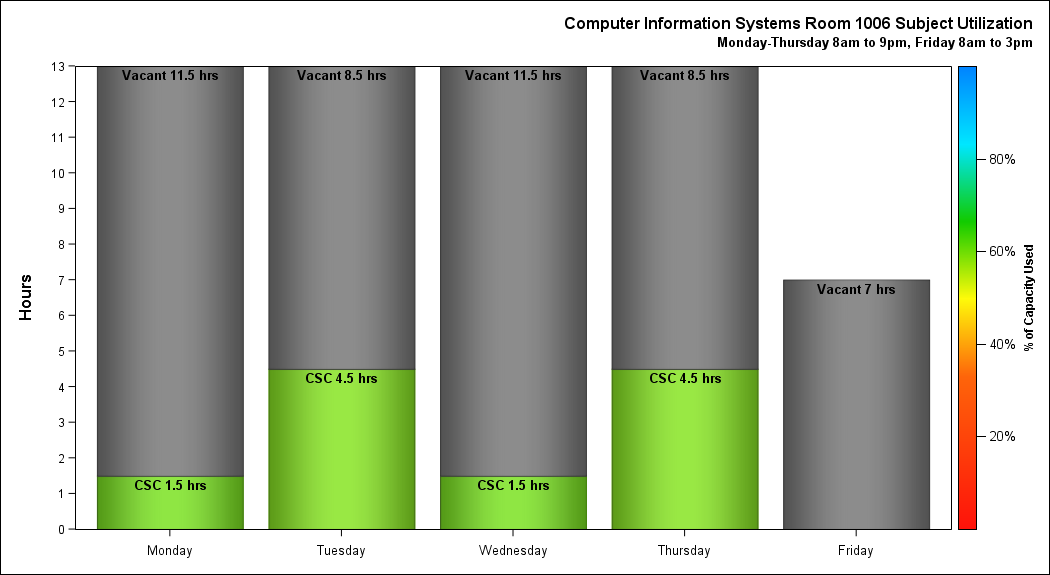 Computer Information Systems Room 1006 Subject Utilization
Monday-Thursday 8am to 9pm, Friday 8am to 3pm
Hours
13
12
11
10
9
8
7
6
5
4
3
2
1
0
Vacant 11.5 hrs
Vacant 8.5 hrs
Vacant 11.5 hrs
Vacant 8.5 hrs
Vacant 7 hrs
CSC 4.5 hrs
CSC 4.5 hrs
CSC 1.5 hrs
CSC 1.5 hrs
Monday
Tuesday
Wednesday
Thursday
Friday
80%
60%
40%
20%
% of Capacity Used